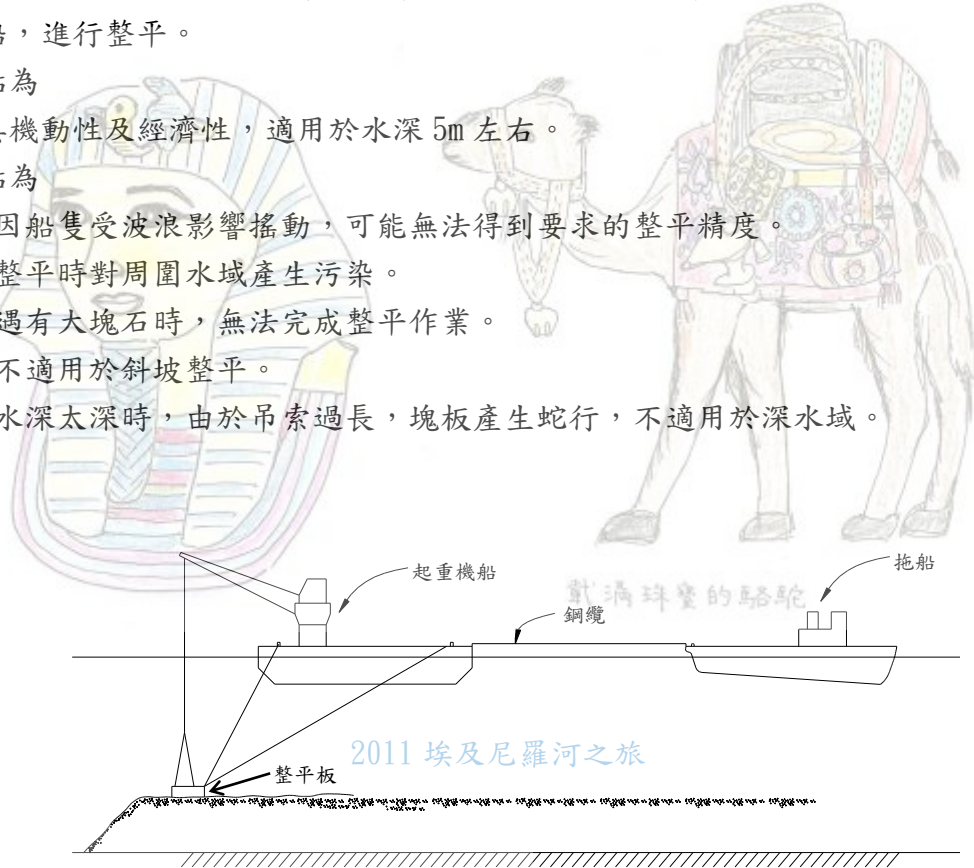 船,進行整平。
點為
機動性及經濟性,適用於水深 5m 左右。
點為
因船隻受波浪影響搖動,可能無法得到要求的整平精度。
整平時對周圍水域產生污染。
遇有大塊石時,無法完成整平作業。
不適用於斜坡整平。
水深太深時,由於吊索過長,塊板產生蛇行,不適用於深水域。
起重機船
拖船
戴滿珠寶的駱駝
鋼纜
2011 埃及尼羅河之旅
整平板